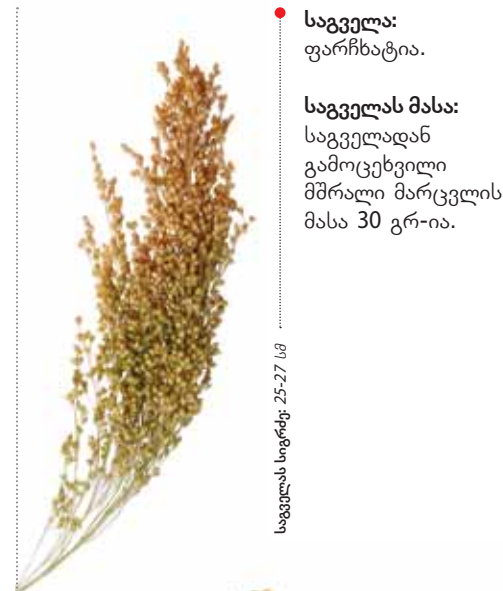 საგველა:
ფარჩხატია.
საგველას მასა:
საგველადან
გამოცეხვილი
მშრალი მარცვლის
მასა 30 გრ-ია.
საგველას სიგრძე: 25-27 სმ